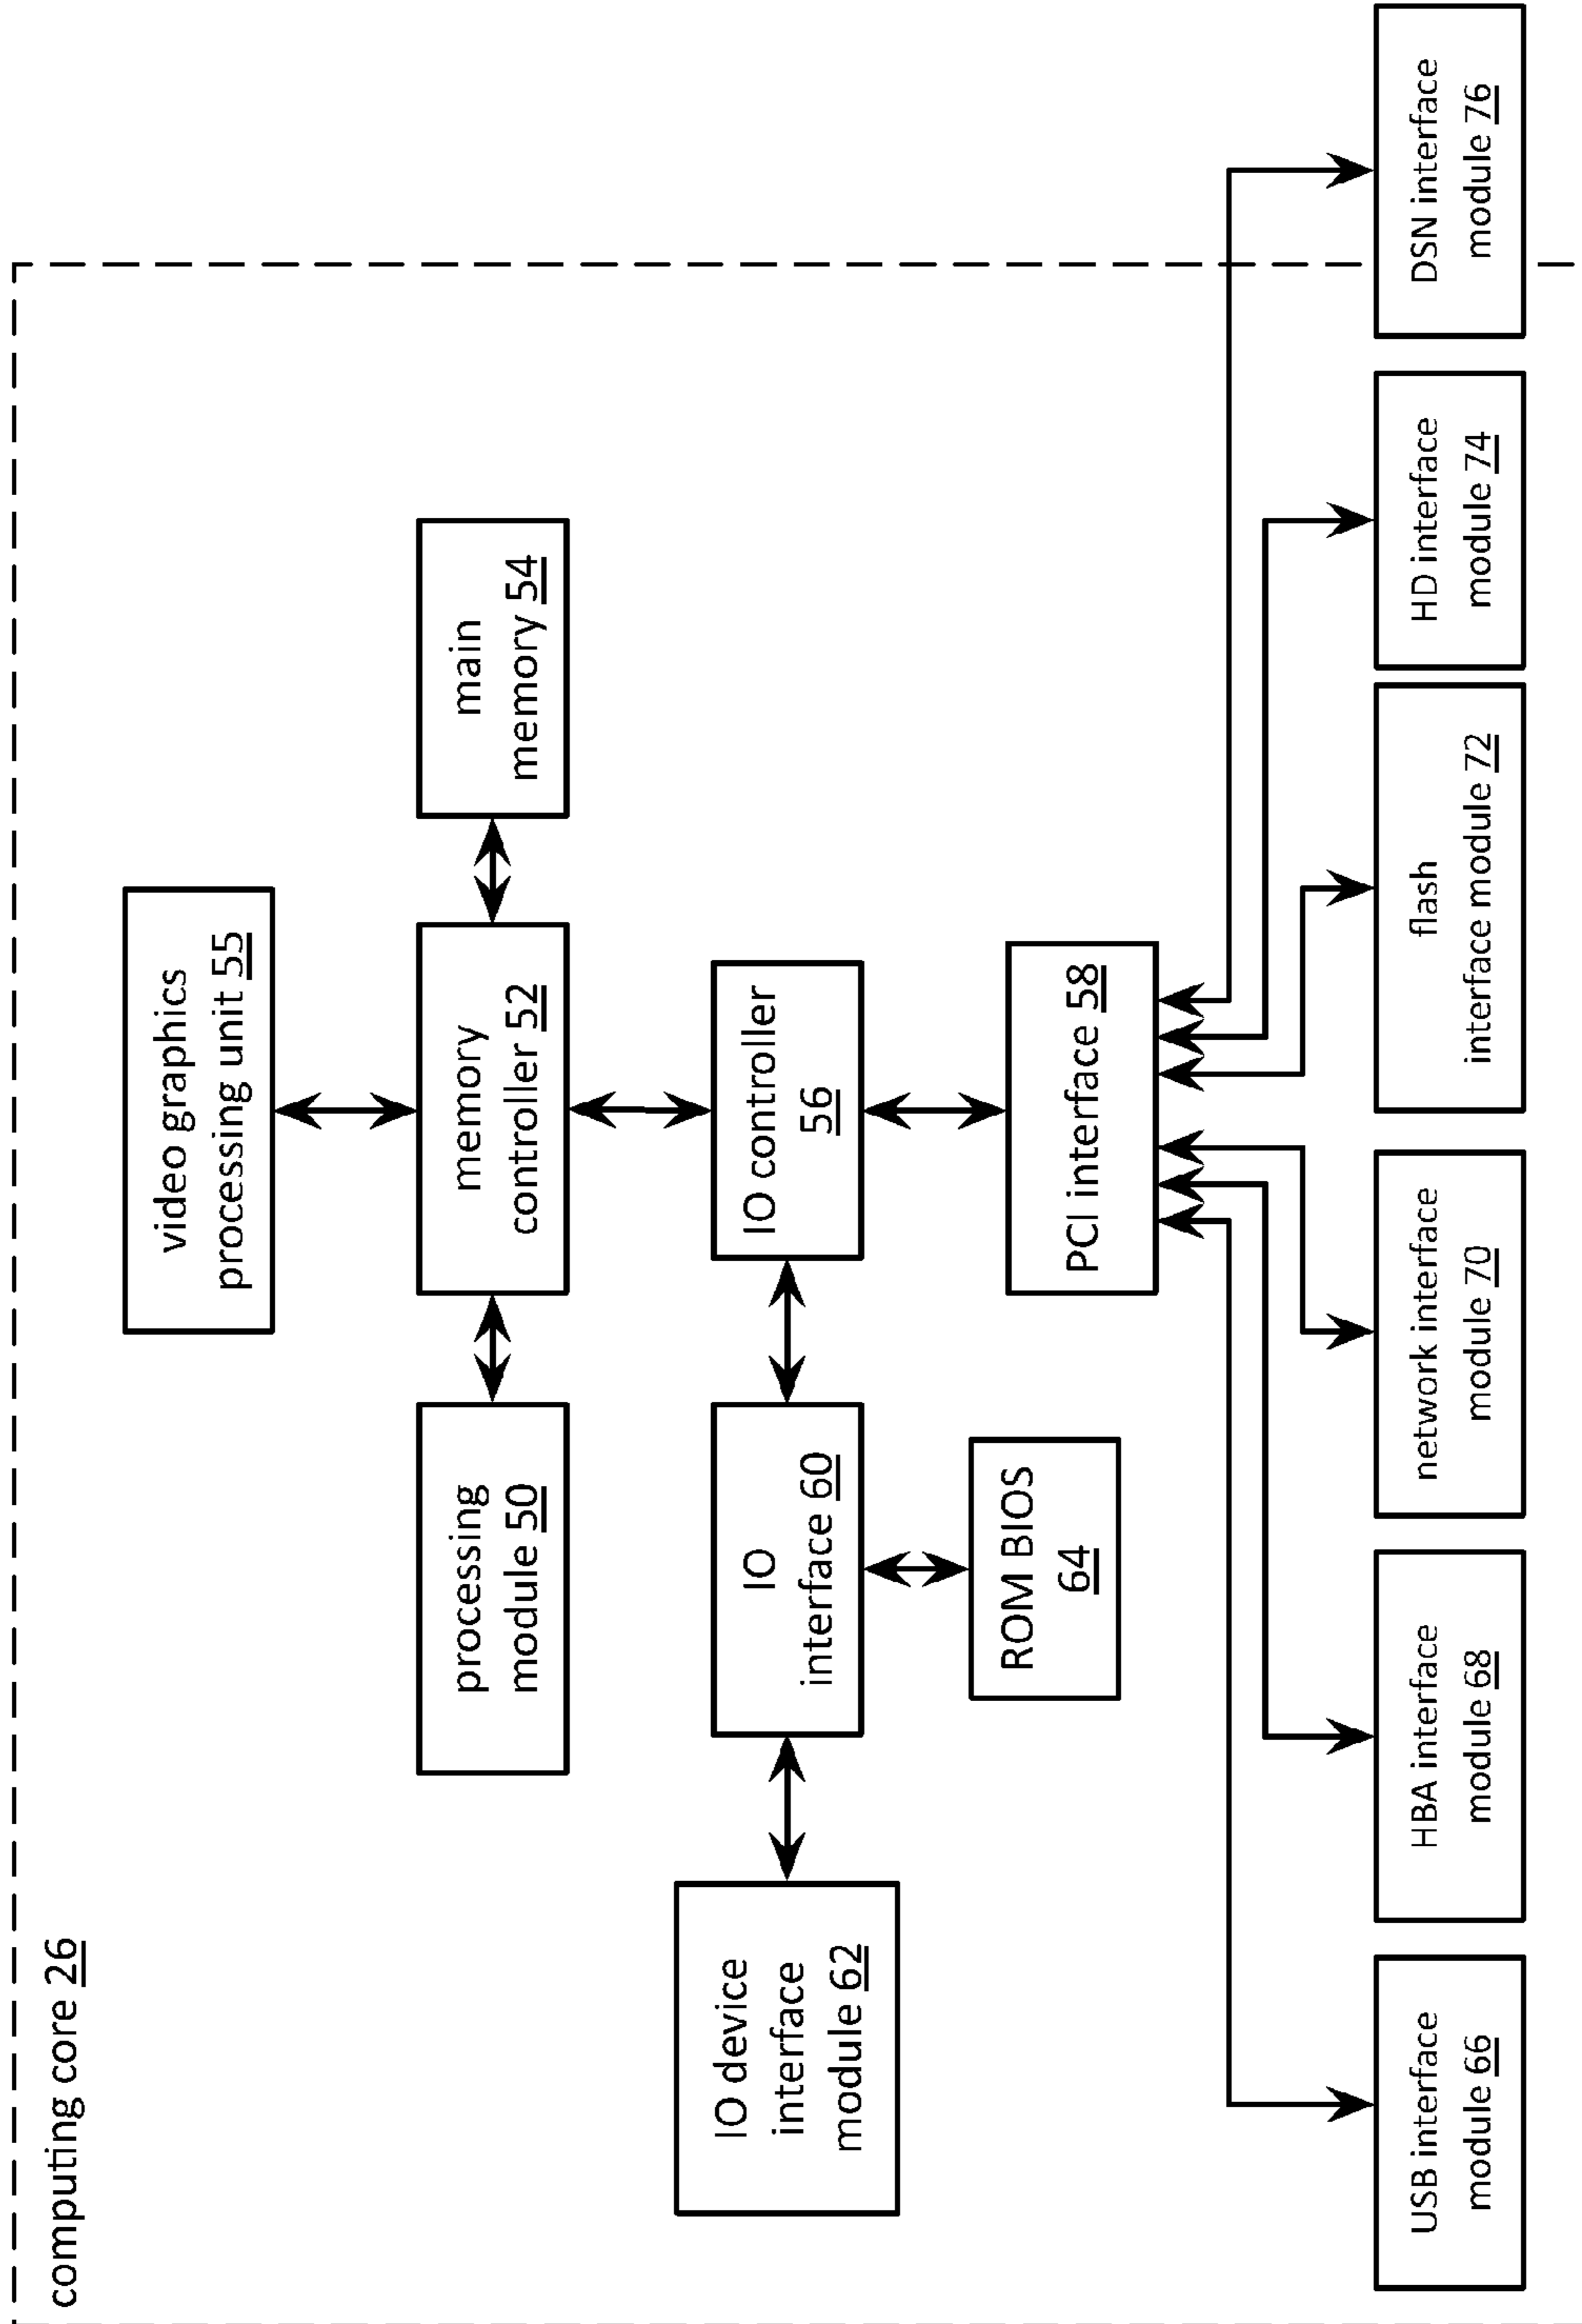 computing core 26
video graphics
processing unit 55
processing
module 50
memory
controller 52
main
memory 54
IO device
interface
module 62
IO
interface 60
IO controller
56
ROM BIOS
64
PCI interface 58
USB interface
module 66
HBA interface
module 68
network interface
module 70
flash
interface module 72
HD interface
module 74
DSN interface
module 76